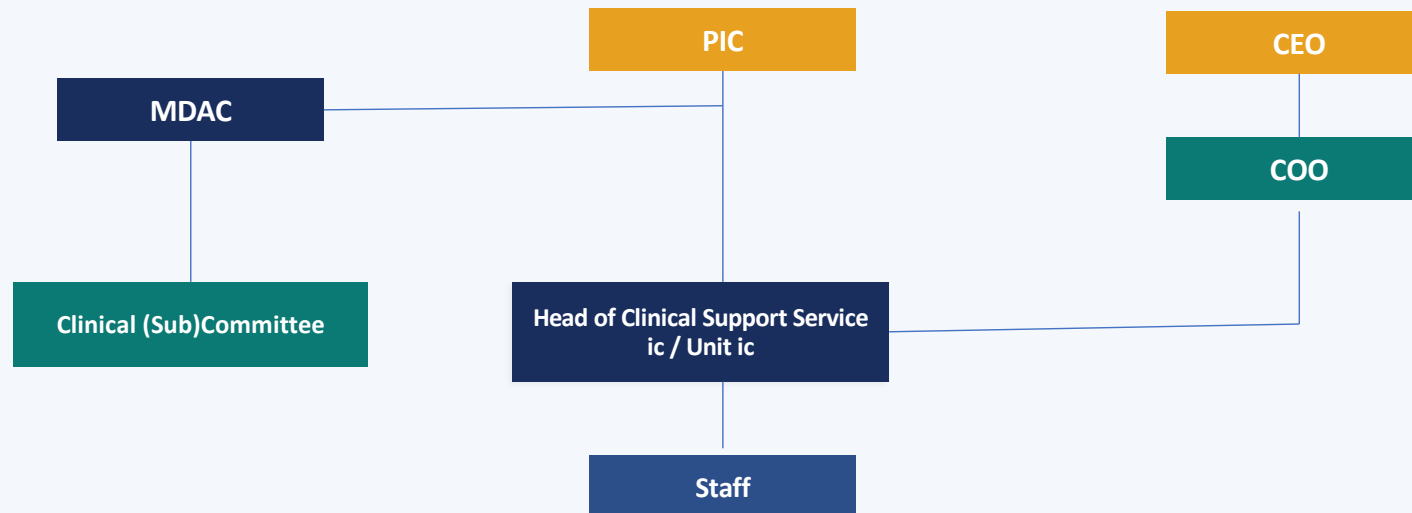 PIC
CEO
MDAC
COO
Clinical (Sub)Committee
Head of Clinical Support Service
ic / Unit ic
Staff